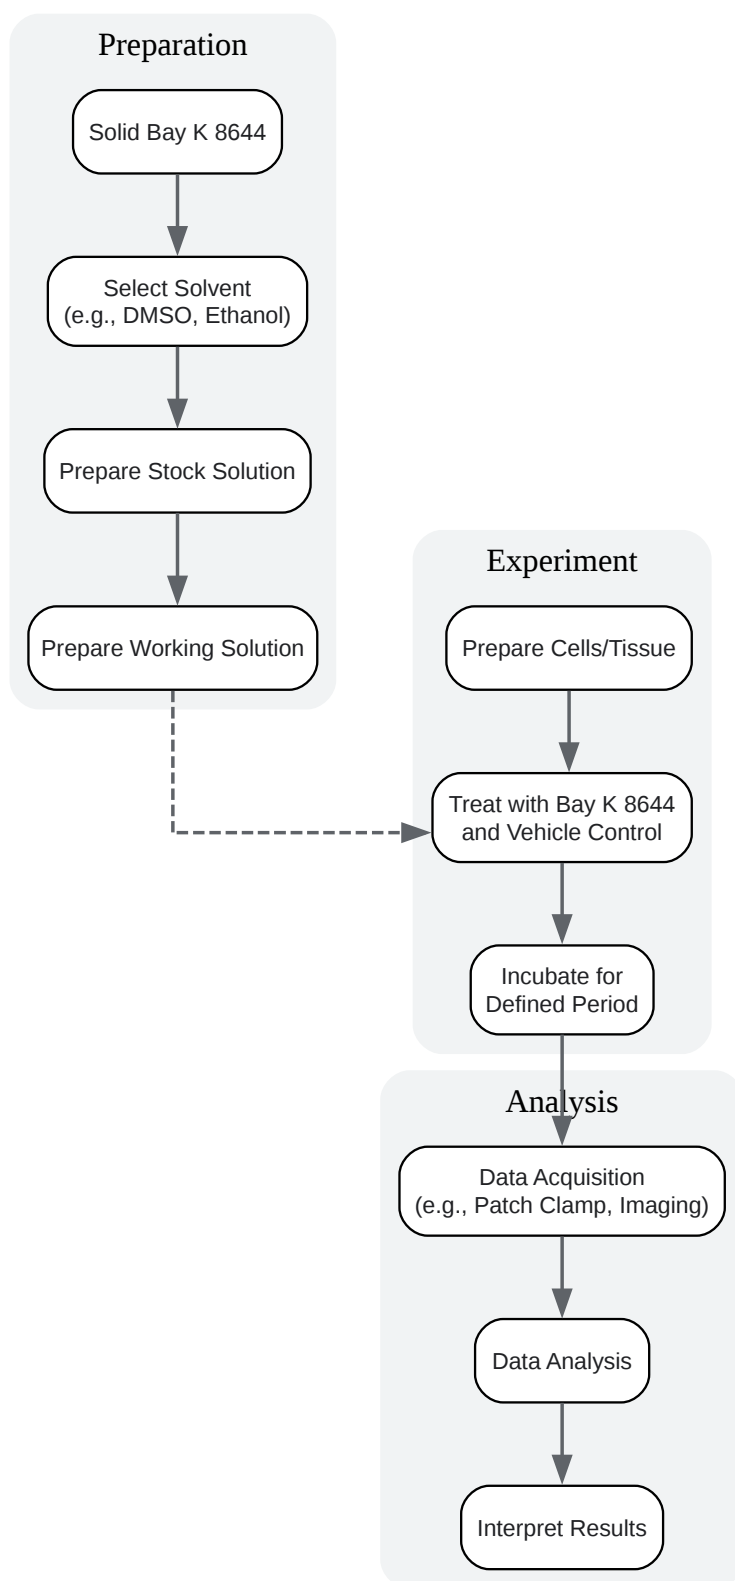 Preparation
Solid Bay K 8644
Select Solvent
(e.g., DMSO, Ethanol)
Prepare Stock Solution
Prepare Working Solution
Experiment
Prepare Cells/Tissue
Treat with Bay K 8644
and Vehicle Control
Incubate for
Defined Period
Analysis
Data Acquisition
(e.g., Patch Clamp, Imaging)
Data Analysis
Interpret Results